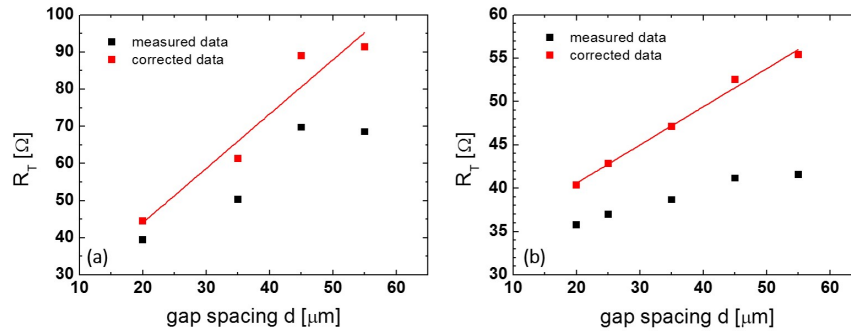 100
90
80
70
60
50
40
30
R_T [Ω]
measured data
corrected data
(a)
10 20 30 40 50 60
gap spacing d [μm]
60
55
50
45
40
35
30
R_T [Ω]
measured data
corrected data
(b)
10 20 30 40 50 60
gap spacing d [μm]